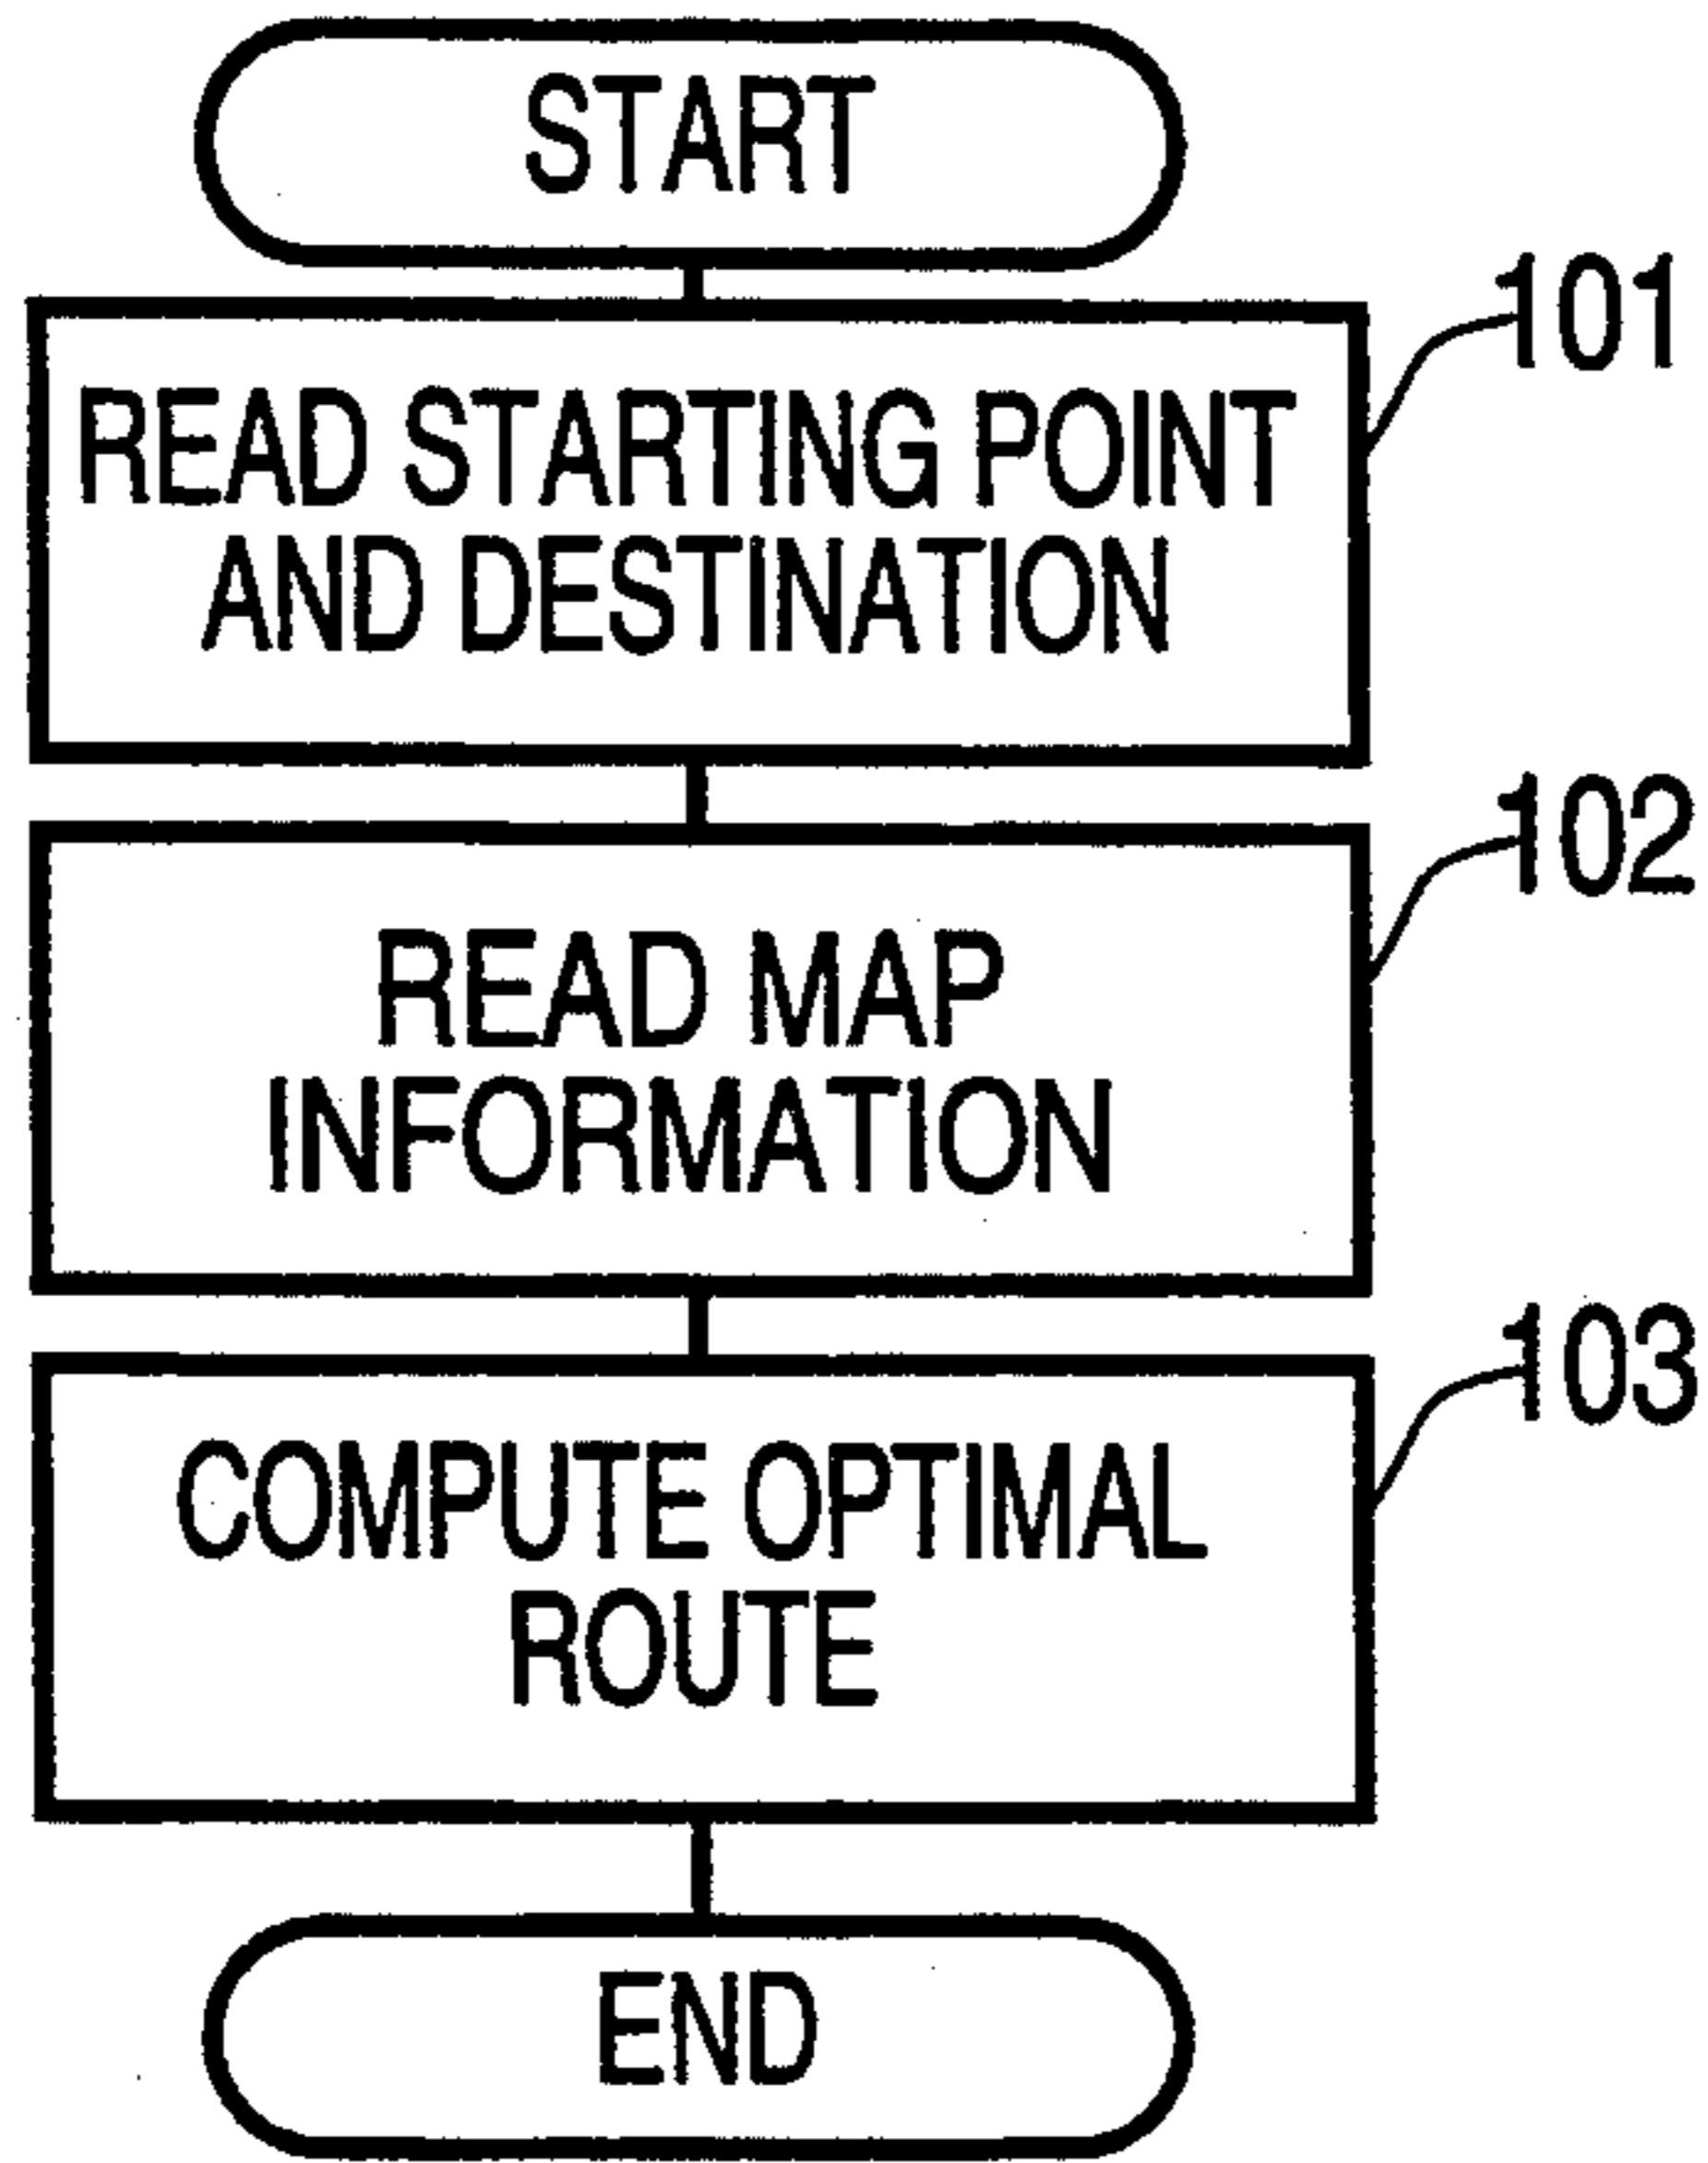 START
101
READ STARTING POINT
AND DESTINATION
102
READ MAP
INFORMATION
103
COMPUTE OPTIMAL
ROUTE
END